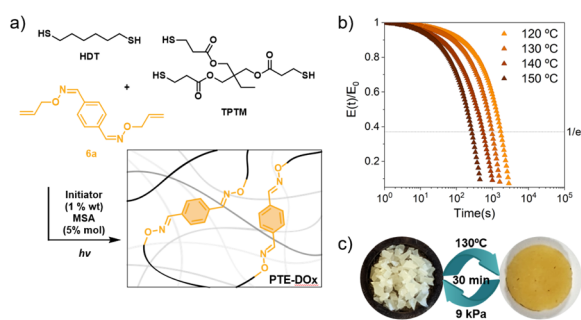 a)
HS
SH
HDT
+
HS
O
O
O
O
SH
O
O
SH
TPTM
O
N
N
O
6a
Initiator
(1 % wt)
MSA
(5% mol)
hν
O
N
O
N
N
O
N
O
PTE-DOx
b)
E(t)/E0
1
0.8
0.6
0.4
0.2
120 ºC
130 ºC
140 ºC
150 ºC
1/e
10^0
10^1
10^2
10^3
10^4
10^5
Time(s)
c)
130ºC
30 min
9 kPa